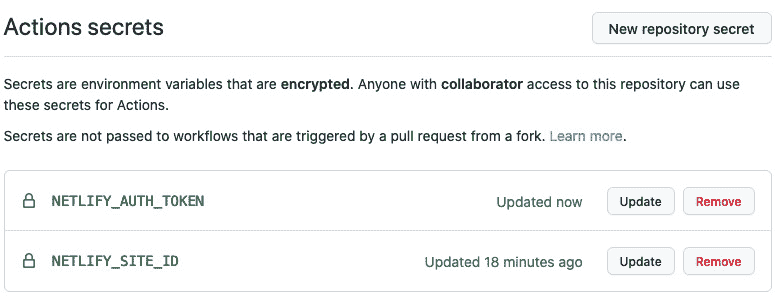 Actions secrets
New repository secret
Secrets are environment variables that are encrypted. Anyone with collaborator access to this repository can use
these secrets for Actions.
Secrets are not passed to workflows that are triggered by a pull request from a fork. Learn more.
NETLIFY_AUTH_TOKEN Updated now Update Remove
NETLIFY_SITE_ID Updated 18 minutes ago Update Remove